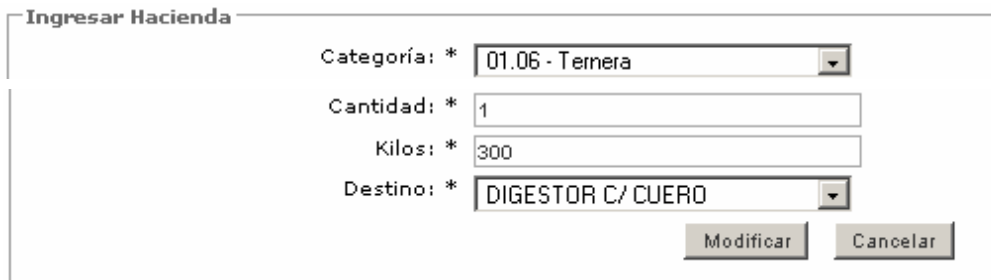 Ingresar Hacienda
Categoría: * 01.06 - Ternera
Cantidad: * 1
Kilos: * 300
Destino: * DIGESTOR C/ CUERO
Modificar Cancelar